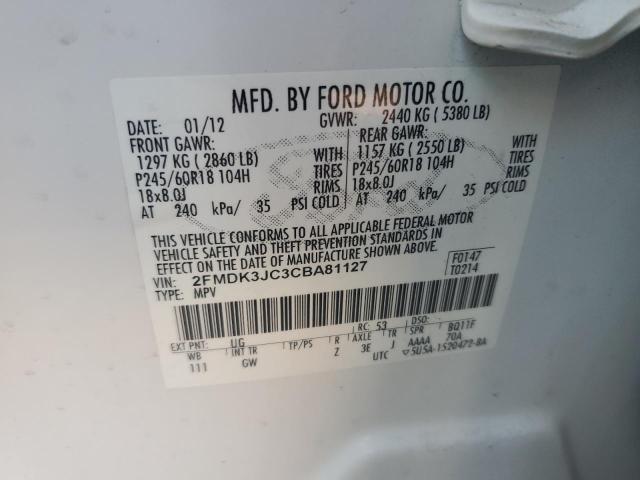 MFD. BY FORD MOTOR CO.
DATE: 01/12 GVWR: 2440 KG ( 5380 LB)
FRONT GAWR: REAR GAWR:
1297 KG ( 2860 LB) WITH 1157 KG ( 2550 LB) WITH
P245/60R18 104H TIRES P245/60R18 104H TIRES
18x8.0J RIMS 18x8.0J RIMS
AT 240 kPa/ 35 PSI COLD AT 240 kPa/ 35 PSI COLD
THIS VEHICLE CONFORMS TO ALL APPLICABLE FEDERAL MOTOR
VEHICLE SAFETY AND THEFT PREVENTION STANDARDS IN
EFFECT ON THE DATE OF MANUFACTURE SHOWN ABOVE.
VIN: 2FMDK3JC3CBA81127 F0147
TYPE: MPV T0214
EXT PNT: UG RC: 53 DSO:
WB INT TR TP/PS R AXLE TR SPR BQ11F
111 GW Z 3E J AAAA 70A
UTC ▽5U5A-1520472-BA